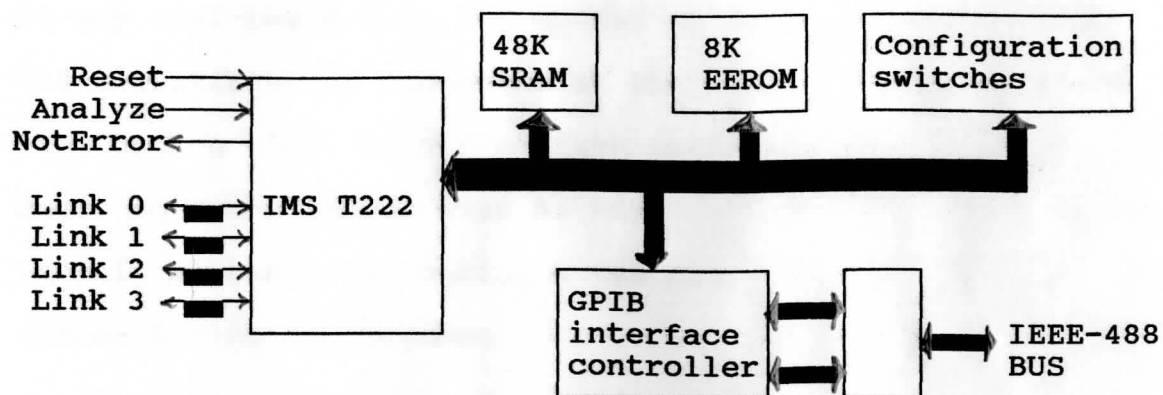 48K
SRAM
8K
EEROM
Configuration
switches
Reset
Analyze
NotError
Link 0
Link 1
Link 2
Link 3
IMS T222
GPIB
interface
controller
IEEE-488
BUS